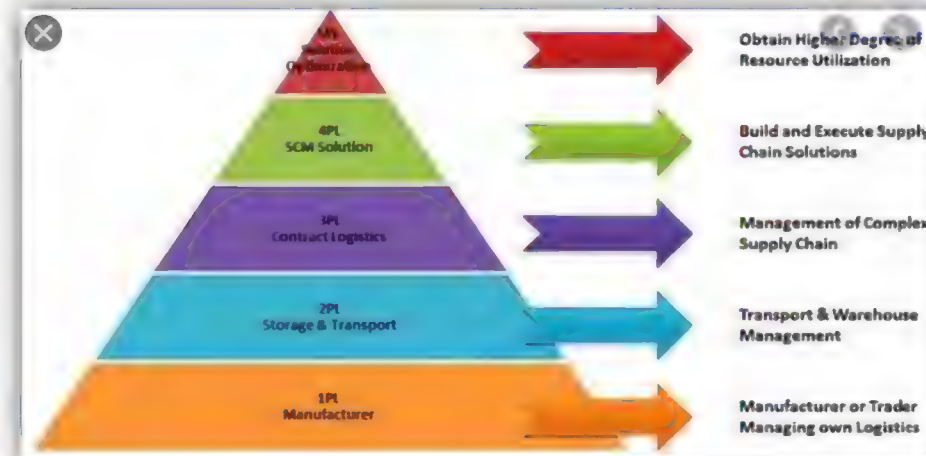 Optimization
Obtain Higher Degree of
Resource Utilization
4PL
SCM Solution
Build and Execute Supply
Chain Solutions
3PL
Contract Logistics
Management of Complex
Supply Chain
2PL
Storage & Transport
Transport & Warehouse
Management
1PL
Manufacturer
Manufacturer or Trader
Managing own Logistics